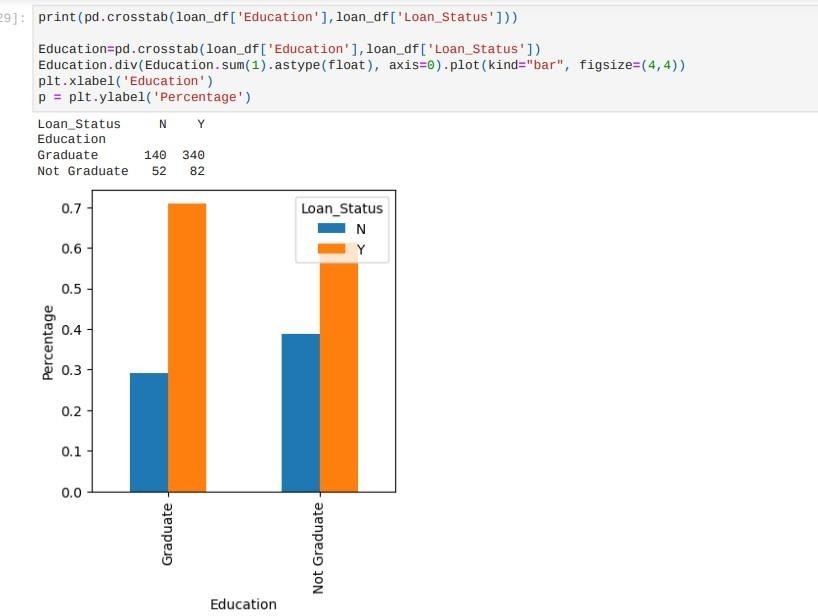 29]:
print(pd.crosstab(loan_df['Education'],loan_df['Loan_Status']))
Education=pd.crosstab(loan_df['Education'],loan_df['Loan_Status'])
Education.div(Education.sum(1).astype(float), axis=0).plot(kind="bar", figsize=(4,4))
plt.xlabel('Education')
p = plt.ylabel('Percentage')
Loan_Status N Y
Education
Graduate 140 340
Not Graduate 52 82
Loan_Status
N
Y
0.7
0.6
0.5
0.4
0.3
0.2
0.1
0.0
Percentage
Graduate
Not Graduate
Education